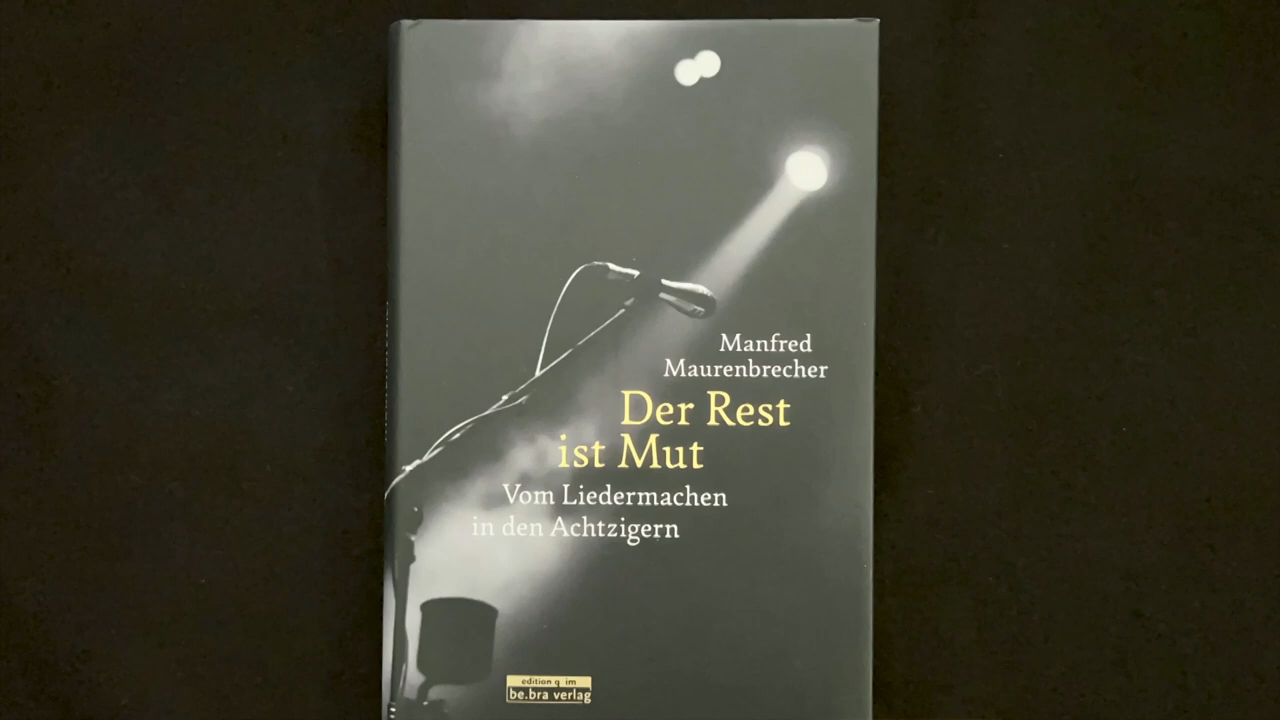 Manfred
Maurenbrecher
Der Rest
ist Mut
Vom Liedermachen
in den Achtzigern
edition q im
be.bra verlag